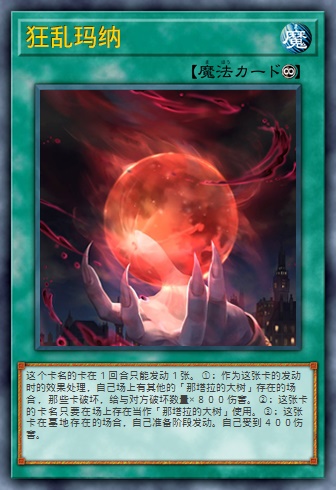 狂乱玛纳
魔
【魔法カード】
这个卡名的卡在１回合只能发动１张。①：作为这张卡的发动
时的效果处理，自己场上有其他的「那塔拉的大树」存在的场
合，那些卡破坏，给与对方破坏数量×８００伤害。②：这张卡
的卡名只要在场上存在当作「那塔拉的大树」使用。③：这张
卡在墓地存在的场合，自己准备阶段发动。自己受到４００伤
害。